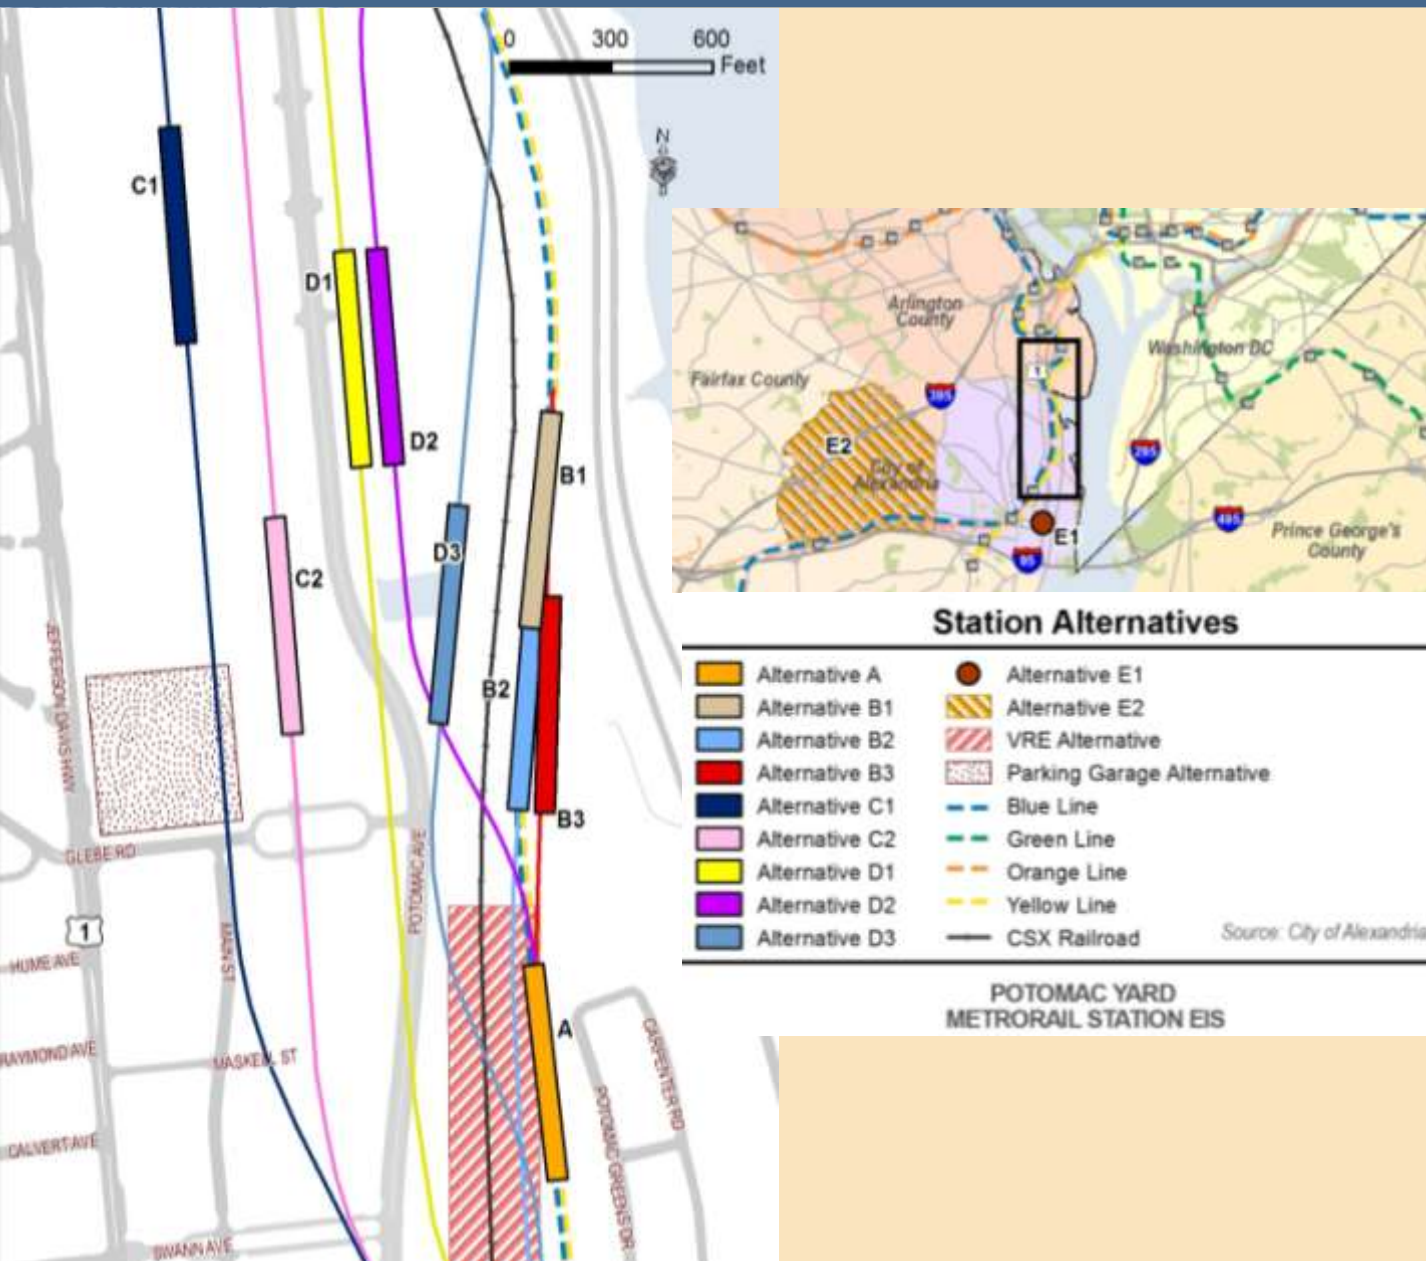 0 300 600
Feet
N
C1
D1
D2
B1
D3
C2
B2
B3
A
JEFFERSON DAVIS HWY
GLEBE RD
POTOMAC AVE
1
HUME AVE
MAIN ST
RAYMOND AVE
MASKELL ST
CALVERT AVE
SWANN AVE
CARPENTER RD
POTOMAC GREENS DR
Arlington
County
Washington DC
Fairfax County
1
395
E2
City of
Alexandria
295
495
E1
95
Prince George's
County
Station Alternatives
Alternative A
Alternative B1
Alternative B2
Alternative B3
Alternative C1
Alternative C2
Alternative D1
Alternative D2
Alternative D3
Alternative E1
Alternative E2
VRE Alternative
Parking Garage Alternative
Blue Line
Green Line
Orange Line
Yellow Line
CSX Railroad
Source: City of Alexandria
POTOMAC YARD
METRORAIL STATION EIS